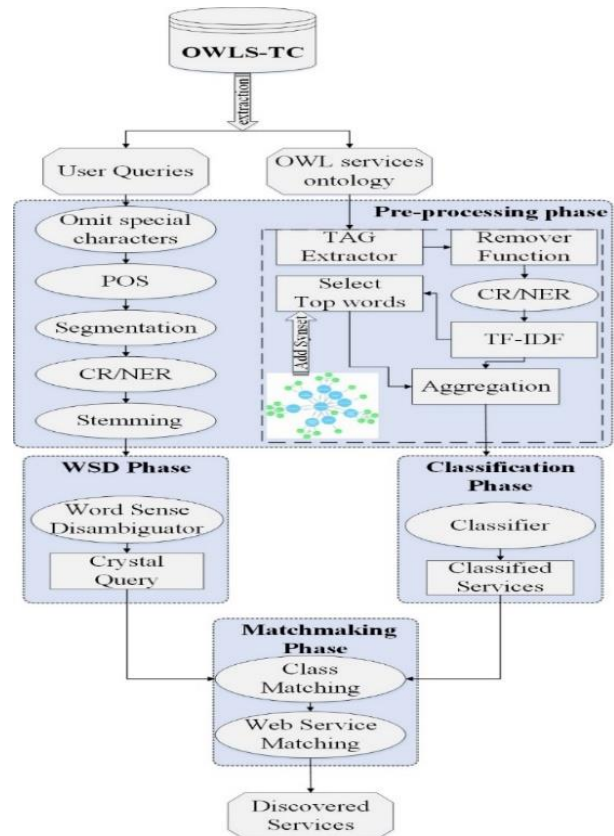 OWLS-TC
extraction
User Queries
OWL services
ontology
Pre-processing phase
Omit special
characters
POS
Segmentation
CR/NER
Stemming
TAG
Extractor
Remover
Function
Select
Top words
CR/NER
TF-IDF
Add Synset
Aggregation
WSD Phase
Word Sense
Disambiguator
Crystal
Query
Classification
Phase
Classifier
Classified
Services
Matchmaking
Phase
Class
Matching
Web Service
Matching
Discovered
Services